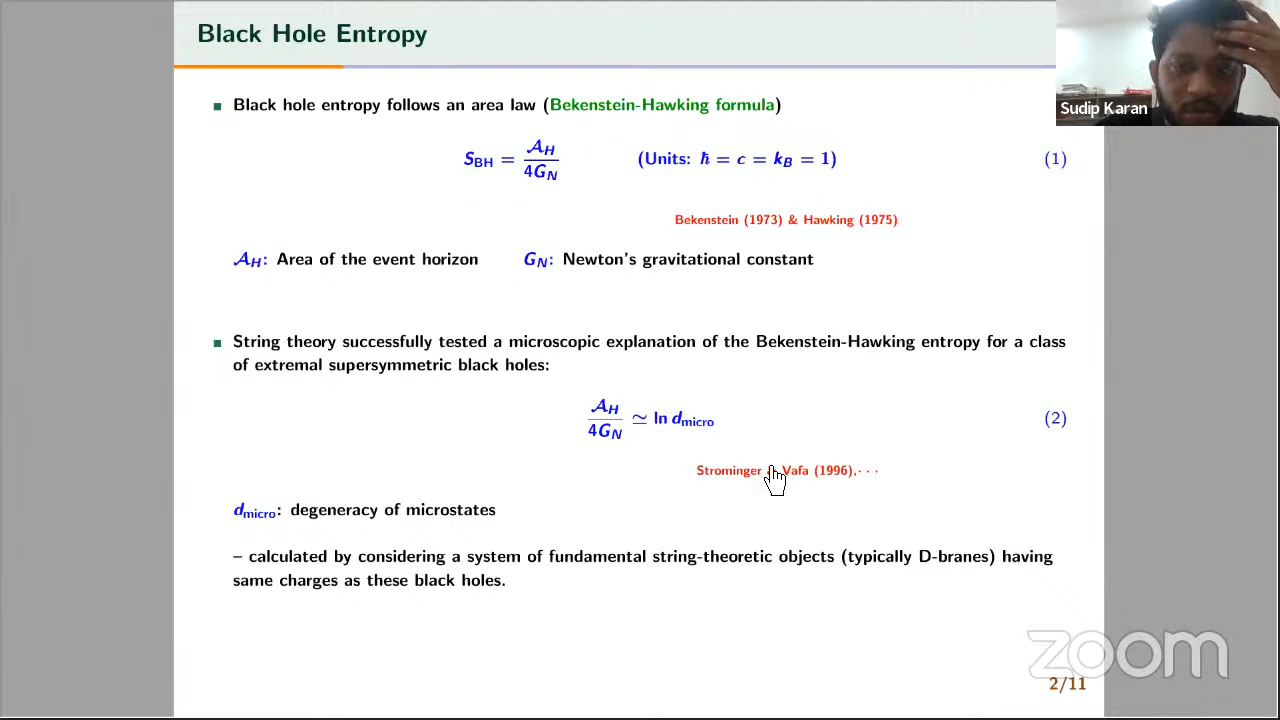 Black Hole Entropy
Sudip Karan
Black hole entropy follows an area law (Bekenstein-Hawking formula)
S_BH = A_H / 4G_N (Units: ħ = c = k_B = 1) (1)
Bekenstein (1973) & Hawking (1975)
A_H: Area of the event horizon G_N: Newton's gravitational constant
String theory successfully tested a microscopic explanation of the Bekenstein-Hawking entropy for a class
of extremal supersymmetric black holes:
A_H / 4G_N ≃ ln d_micro (2)
Strominger Vafa (1996),···
d_micro: degeneracy of microstates
– calculated by considering a system of fundamental string-theoretic objects (typically D-branes) having
same charges as these black holes.
zoom
2/11